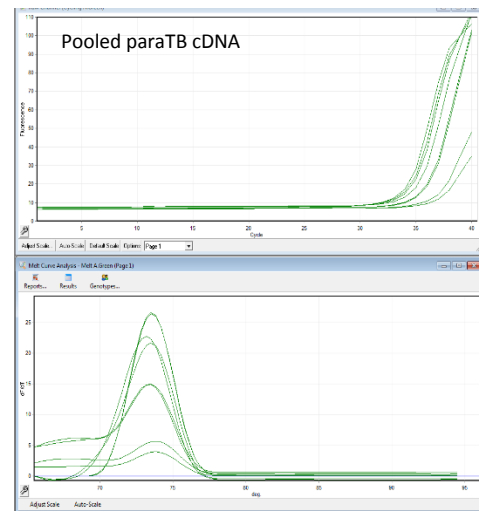 Pooled paraTB cDNA
110
100
90
80
70
60
50
40
30
20
10
0
Fluorescence
5 10 15 20 25 30 35 40
Cycle
Adjust Scale Auto Scale Default Scale Options: Page 1
Melt Curve Analysis - Melt A.Green (Page 1)
Reports... Results Genotypes...
25
20
15
10
5
0
dF/dT
70 75 80 85 90 95
deg.
Adjust Scale Auto-Scale